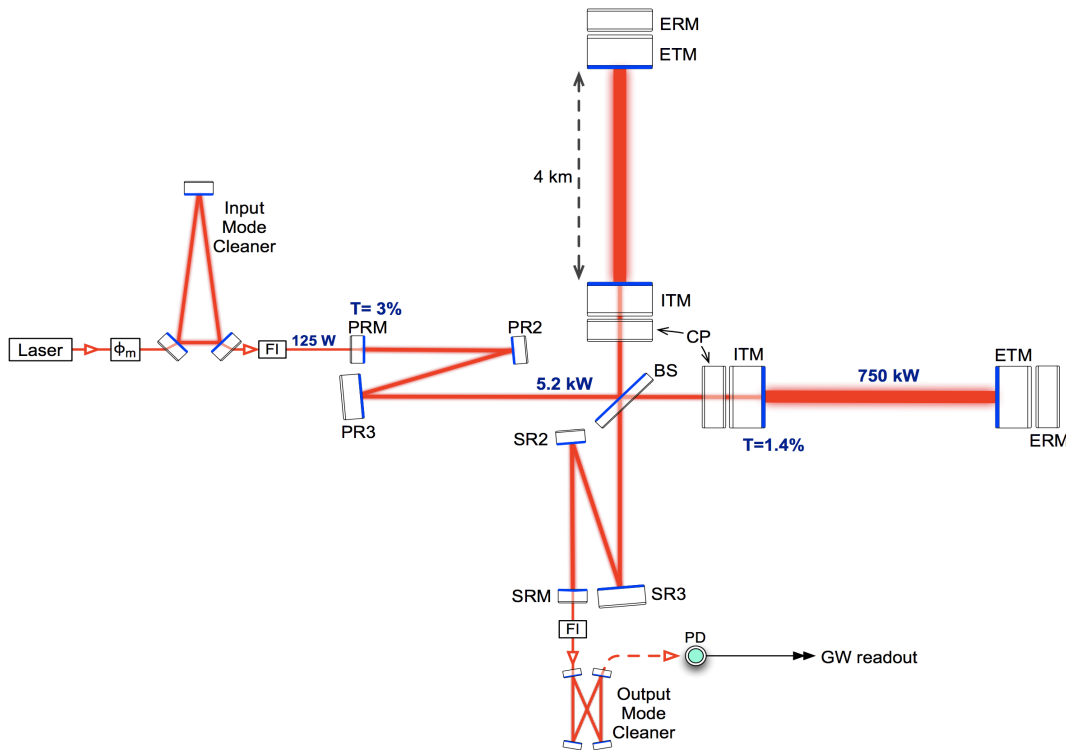 ERM
ETM
4 km
Input
Mode
Cleaner
ITM
T= 3%
PRM
PR2
CP
Laser
ϕm
FI
125 W
BS
ITM
ETM
5.2 kW
750 kW
PR3
SR2
T=1.4%
ERM
SRM
SR3
FI
PD
GW readout
Output
Mode
Cleaner